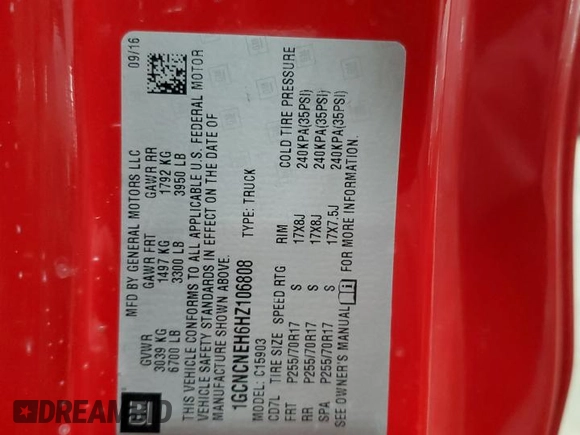 MFD BY GENERAL MOTORS LLC 09/16
GVWR GAWR FRT GAWR RR
3039 KG 1497 KG 1792 KG
6700 LB 3300 LB 3950 LB
THIS VEHICLE CONFORMS TO ALL APPLICABLE U.S. FEDERAL MOTOR
VEHICLE SAFETY STANDARDS IN EFFECT ON THE DATE OF
MANUFACTURE SHOWN ABOVE.
1GCNCNEH6HZ106808 TYPE: TRUCK
MODEL: C15903
CD7L TIRE SIZE SPEED RTG RIM COLD TIRE PRESSURE
FRT P255/70R17 S 17X8J 240KPA(35PSI)
RR P255/70R17 S 17X8J 240KPA(35PSI)
SPA P255/70R17 S 17X7.5J 240KPA(35PSI)
SEE OWNER'S MANUAL FOR MORE INFORMATION.
GM